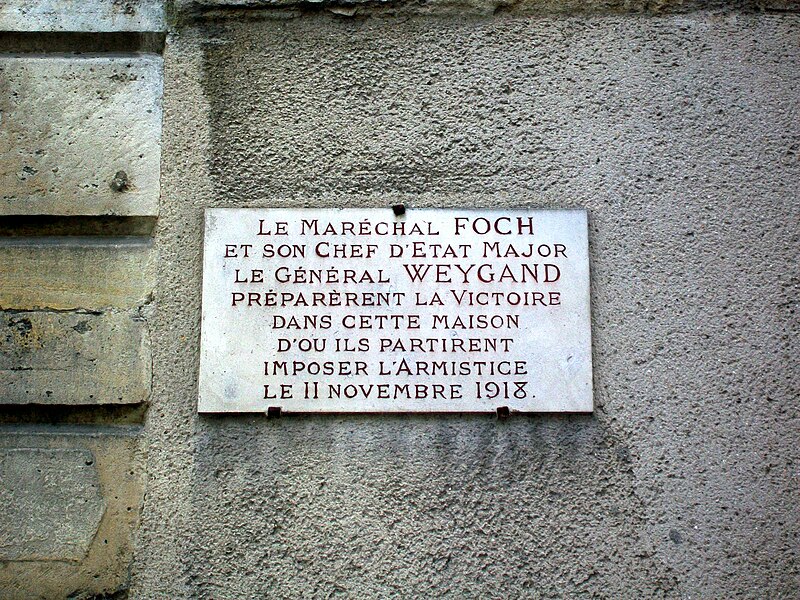 LE MARÉCHAL FOCH
ET SON CHEF D'ETAT MAJOR
LE GÉNÉRAL WEYGAND
PRÉPARÈRENT LA VICTOIRE
DANS CETTE MAISON
D'OU ILS PARTIRENT
IMPOSER L'ARMISTICE
LE 11 NOVEMBRE 1918.